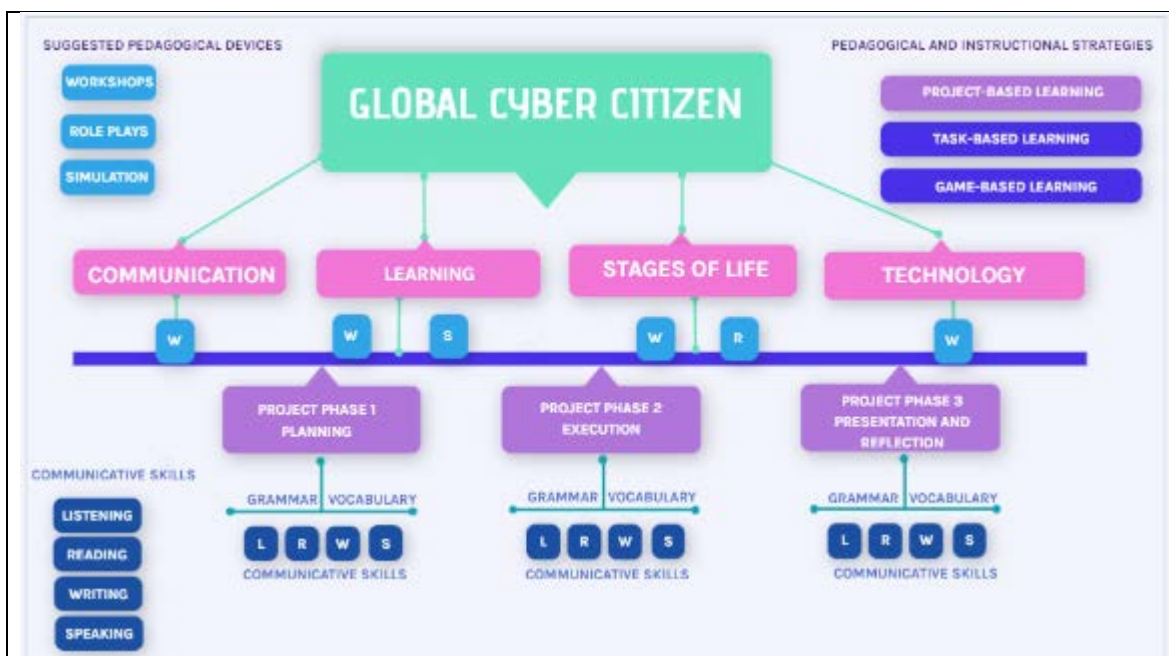 SUGGESTED PEDAGOGICAL DEVICES
WORKSHOPS
ROLE PLAYS
SIMULATION
GLOBAL CYBER CITIZEN
PEDAGOGICAL AND INSTRUCTIONAL STRATEGIES
PROJECT-BASED LEARNING
TASK-BASED LEARNING
GAME-BASED LEARNING
COMMUNICATION
LEARNING
STAGES OF LIFE
TECHNOLOGY
W
W
S
W
R
W
PROJECT PHASE 1
PLANNING
PROJECT PHASE 2
EXECUTION
PROJECT PHASE 3
PRESENTATION AND
REFLECTION
GRAMMAR VOCABULARY
L R W S
COMMUNICATIVE SKILLS
GRAMMAR VOCABULARY
L R W S
COMMUNICATIVE SKILLS
GRAMMAR VOCABULARY
L R W S
COMMUNICATIVE SKILLS
COMMUNICATIVE SKILLS
LISTENING
READING
WRITING
SPEAKING